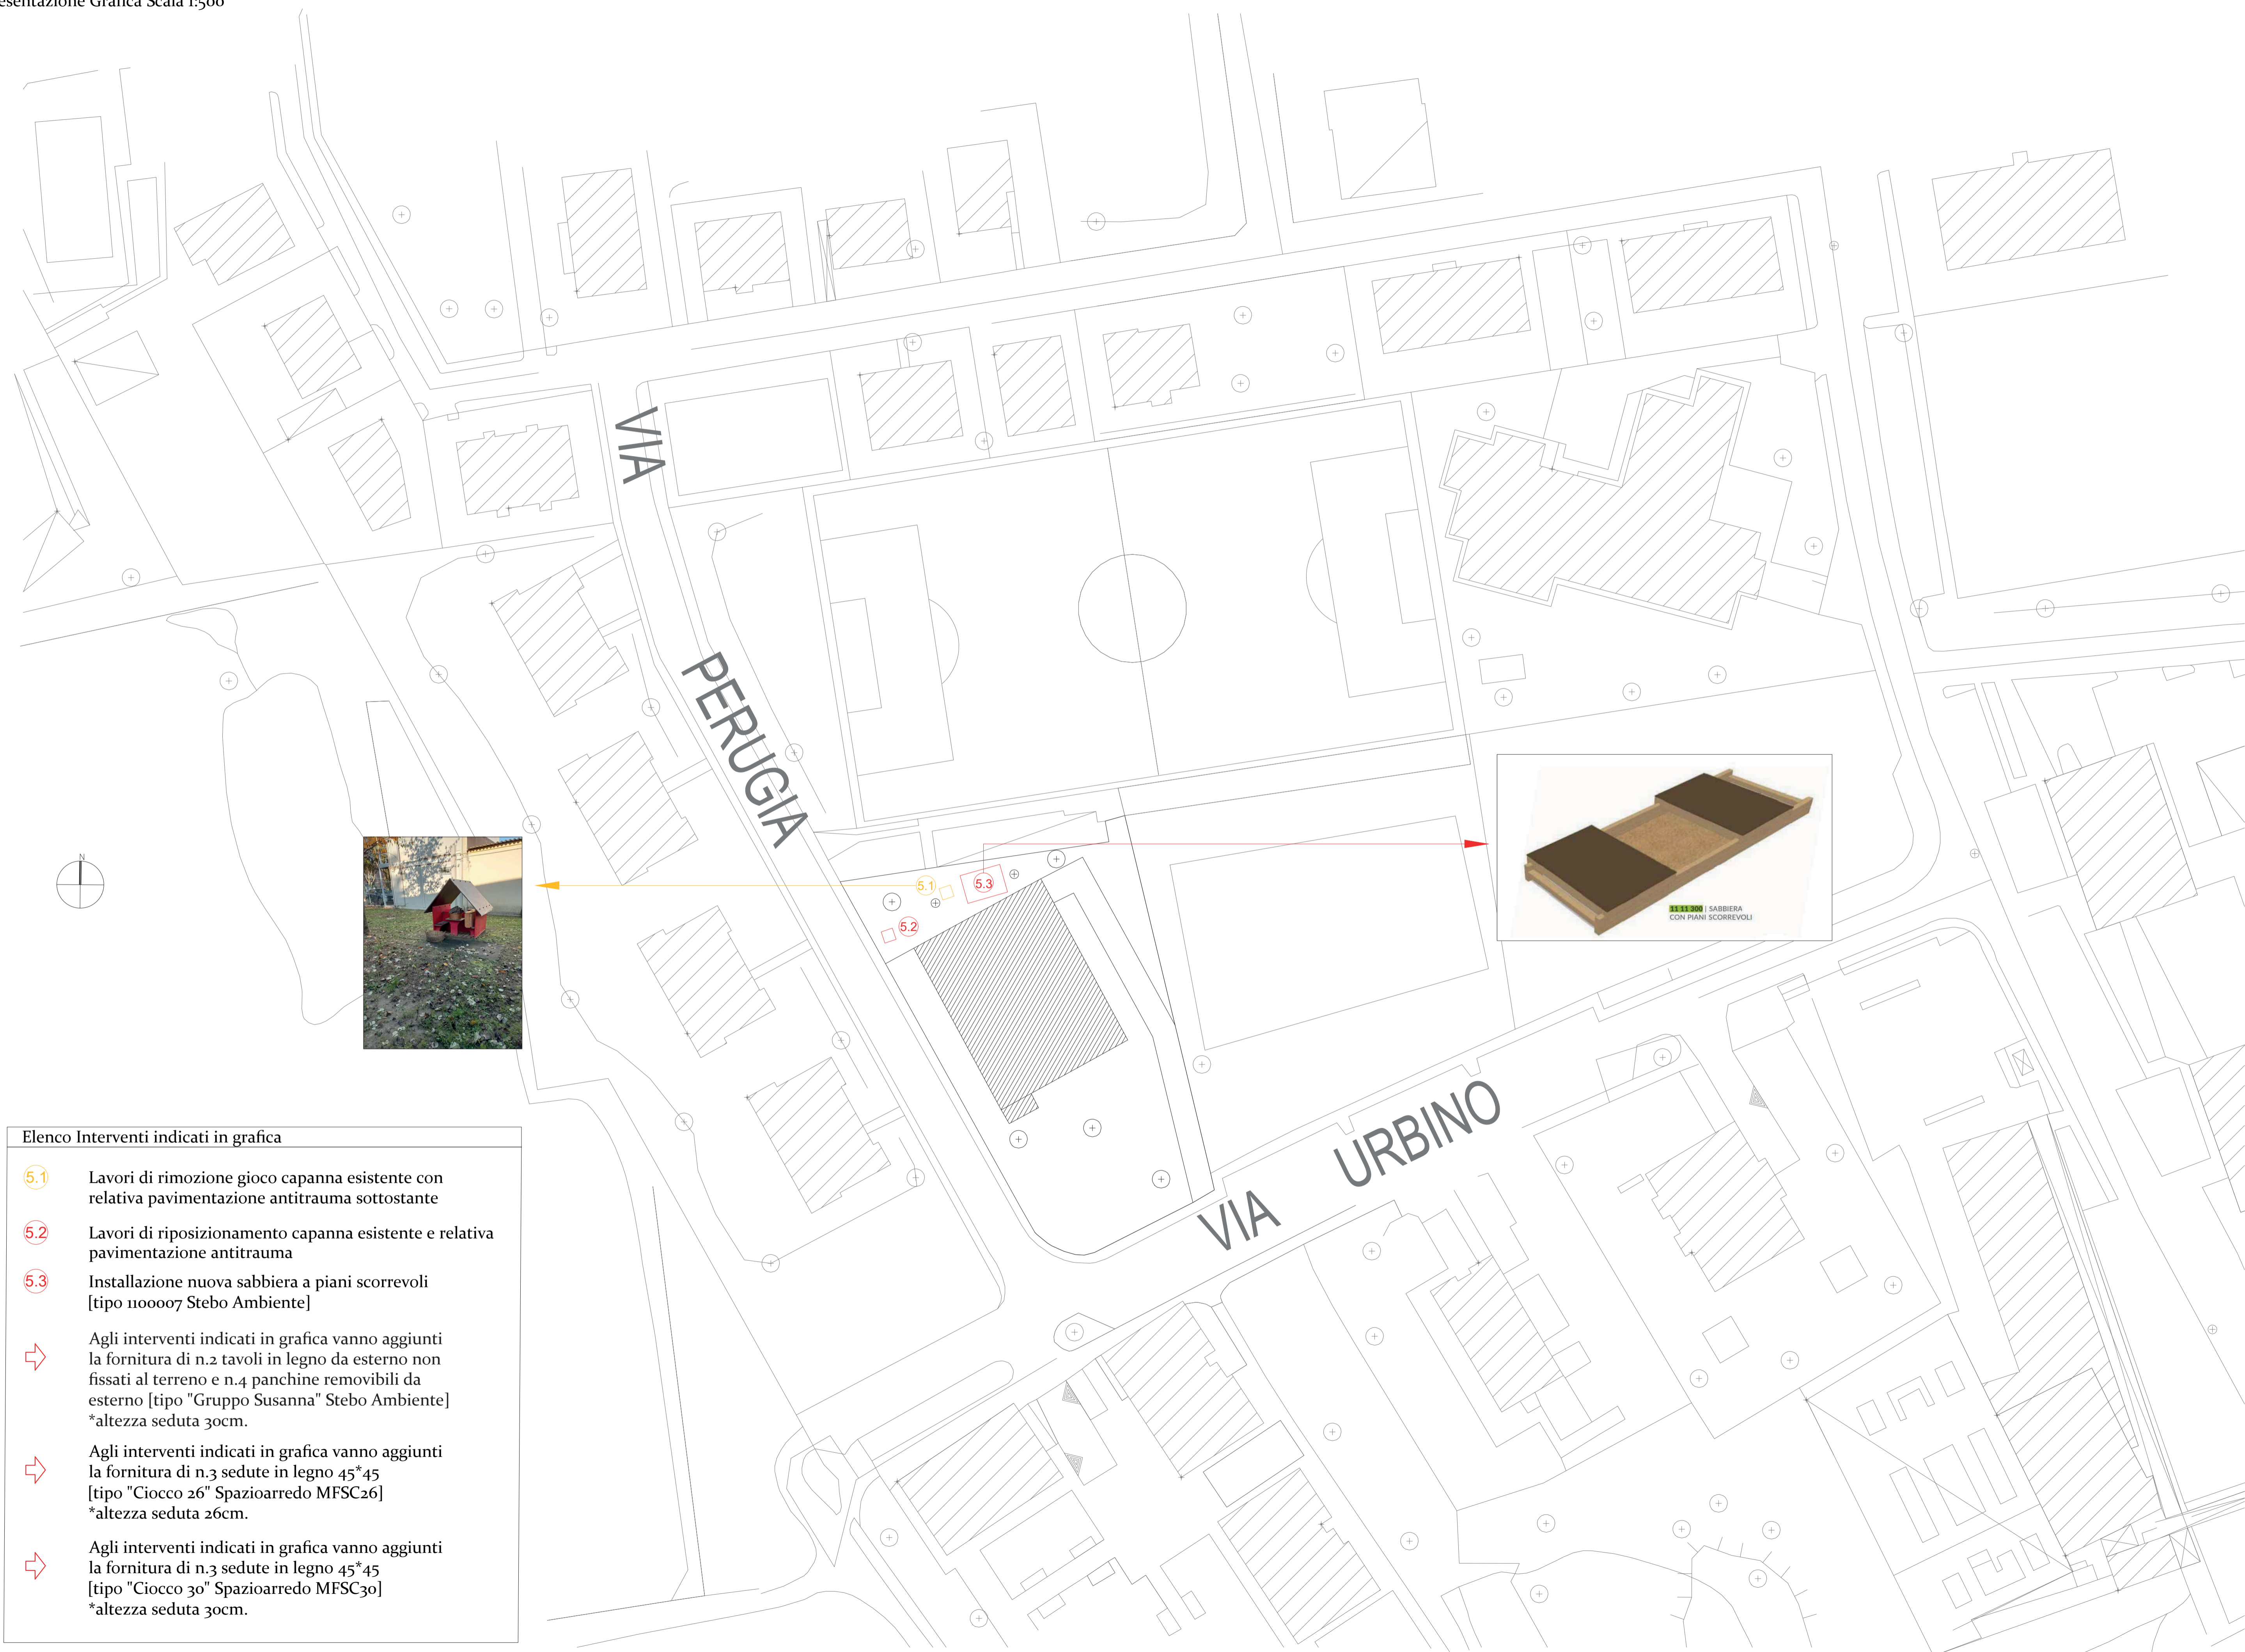 Grafica Scala 1:500
VIA
PERUGIA
N
5.1
5.3
5.2
11 11 300 | SABBIERA
CON PIANI SCORREVOLI
VIA URBINO
Elenco Interventi indicati in grafica
5.1 Lavori di rimozione gioco capanna esistente con
relativa pavimentazione antitrauma sottostante
5.2 Lavori di riposizionamento capanna esistente e relativa
pavimentazione antitrauma
5.3 Installazione nuova sabbiera a piani scorrevoli
[tipo 1100007 Stebo Ambiente]
Agli interventi indicati in grafica vanno aggiunti
la fornitura di n.2 tavoli in legno da esterno non
fissati al terreno e n.4 panchine removibili da
esterno [tipo "Gruppo Susanna" Stebo Ambiente]
*altezza seduta 30cm.
Agli interventi indicati in grafica vanno aggiunti
la fornitura di n.3 sedute in legno 45*45
[tipo "Ciocco 26" Spazioarredo MFSC26]
*altezza seduta 26cm.
Agli interventi indicati in grafica vanno aggiunti
la fornitura di n.3 sedute in legno 45*45
[tipo "Ciocco 30" Spazioarredo MFSC30]
*altezza seduta 30cm.